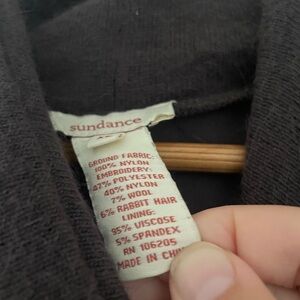 sundance
GROUND FABRIC:
100% NYLON
EMBROIDERY:
47% POLYESTER
40% NYLON
7% WOOL
6% RABBIT HAIR
LINING:
95% VISCOSE
5% SPANDEX
RN 106205
MADE IN CHIN